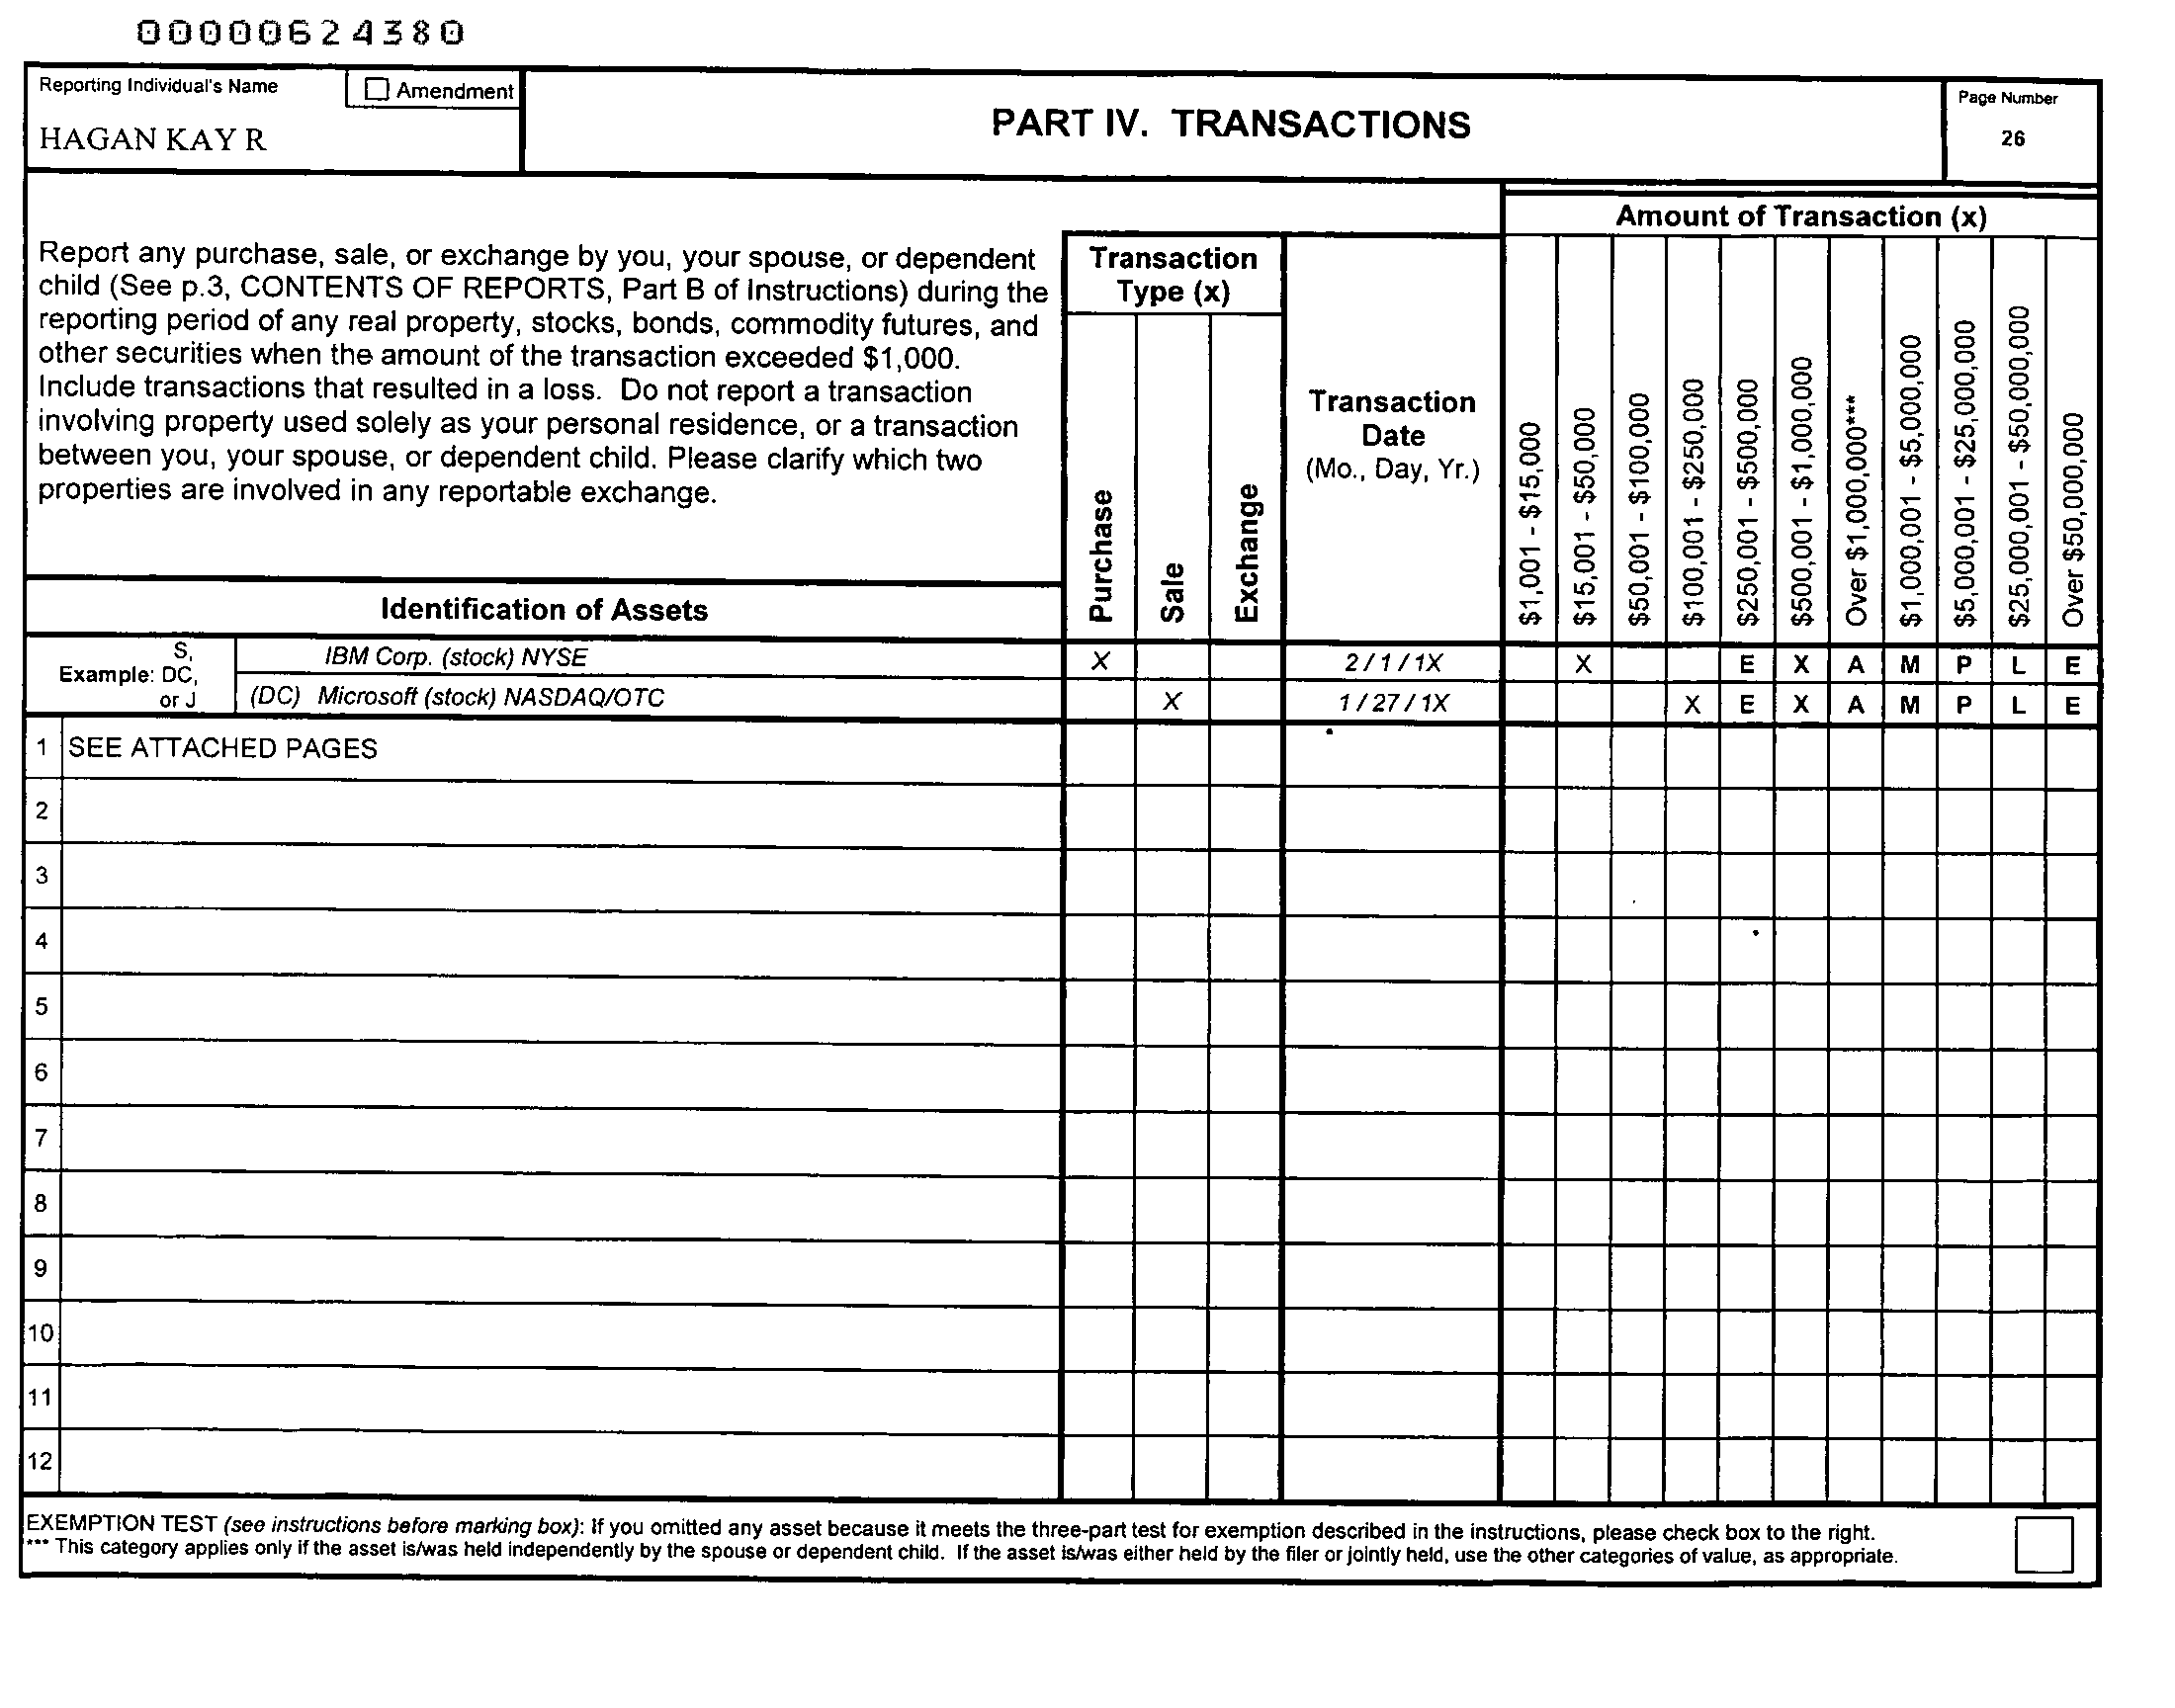 00000624380
Reporting Individual's Name
Amendment
HAGAN KAY R
PART IV. TRANSACTIONS
Page Number
26
Report any purchase, sale, or exchange by you, your spouse, or dependent
child (See p.3, CONTENTS OF REPORTS, Part B of Instructions) during the
reporting period of any real property, stocks, bonds, commodity futures, and
other securities when the amount of the transaction exceeded $1,000.
Include transactions that resulted in a loss. Do not report a transaction
involving property used solely as your personal residence, or a transaction
between you, your spouse, or dependent child. Please clarify which two
properties are involved in any reportable exchange.
Identification of Assets
Transaction
Type (x)
Purchase
Sale
Exchange
Transaction
Date
(Mo., Day, Yr.)
Amount of Transaction (x)
$1,001 - $15,000
$15,001 - $50,000
$50,001 - $100,000
$100,001 - $250,000
$250,001 - $500,000
$500,001 - $1,000,000
Over $1,000,000***
$1,000,001 - $5,000,000
$5,000,001 - $25,000,000
$25,000,001 - $50,000,000
Over $50,000,000
Example: S, DC, or J
IBM Corp. (stock) NYSE X 2 / 1 / 1X X E X A M P L E
(DC) Microsoft (stock) NASDAQ/OTC X 1 / 27 / 1X X E X A M P L E
1 SEE ATTACHED PAGES
2
3
4
5
6
7
8
9
10
11
12
EXEMPTION TEST (see instructions before marking box): If you omitted any asset because it meets the three-part test for exemption described in the instructions, please check box to the right.
*** This category applies only if the asset is/was held independently by the spouse or dependent child. If the asset is/was either held by the filer or jointly held, use the other categories of value, as appropriate.